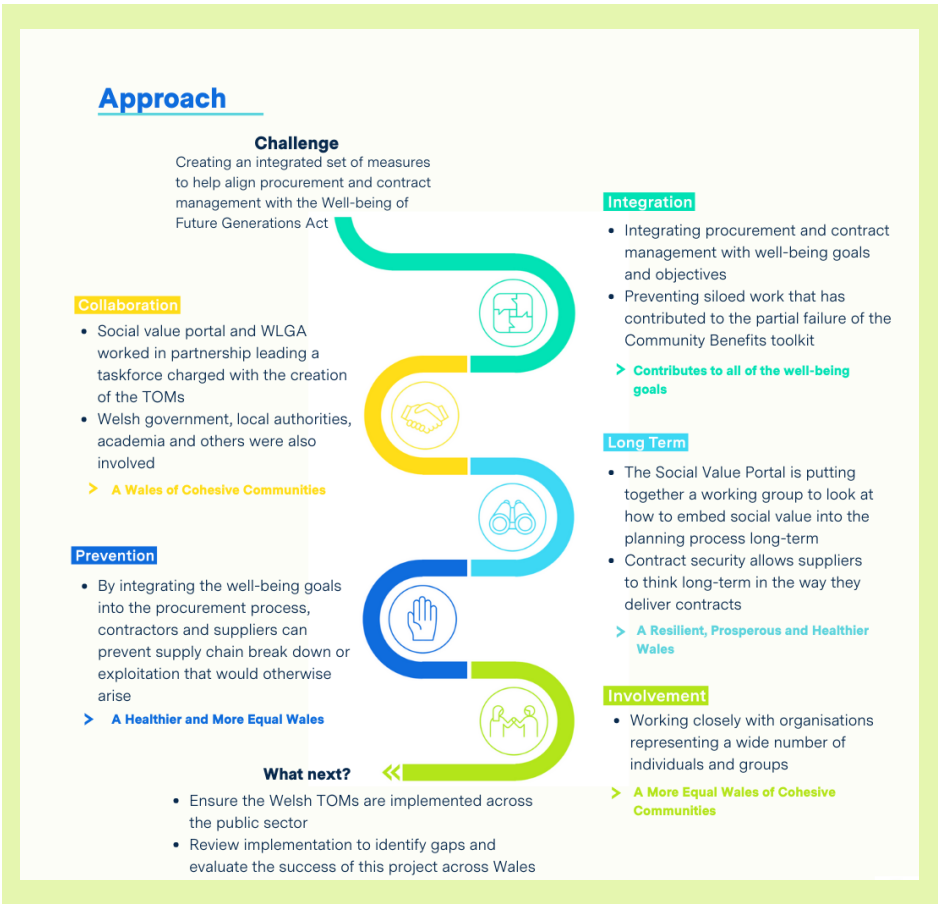 Approach
Challenge
Creating an integrated set of measures
to help align procurement and contract
management with the Well-being of
Future Generations Act
Integration
• Integrating procurement and contract
management with well-being goals
and objectives
• Preventing siloed work that has
contributed to the partial failure of the
Community Benefits toolkit
> Contributes to all of the well-being
goals
Collaboration
• Social value portal and WLGA
worked in partnership leading a
taskforce charged with the creation
of the TOMs
• Welsh government, local authorities,
academia and others were also
involved
> A Wales of Cohesive Communities
Long Term
• The Social Value Portal is putting
together a working group to look at
how to embed social value into the
planning process long-term
• Contract security allows suppliers
to think long-term in the way they
deliver contracts
> A Resilient, Prosperous and Healthier
Wales
Prevention
• By integrating the well-being goals
into the procurement process,
contractors and suppliers can
prevent supply chain break down or
exploitation that would otherwise
arise
> A Healthier and More Equal Wales
Involvement
• Working closely with organisations
representing a wide number of
individuals and groups
> A More Equal Wales of Cohesive
Communities
What next?
• Ensure the Welsh TOMs are implemented across
the public sector
• Review implementation to identify gaps and
evaluate the success of this project across Wales